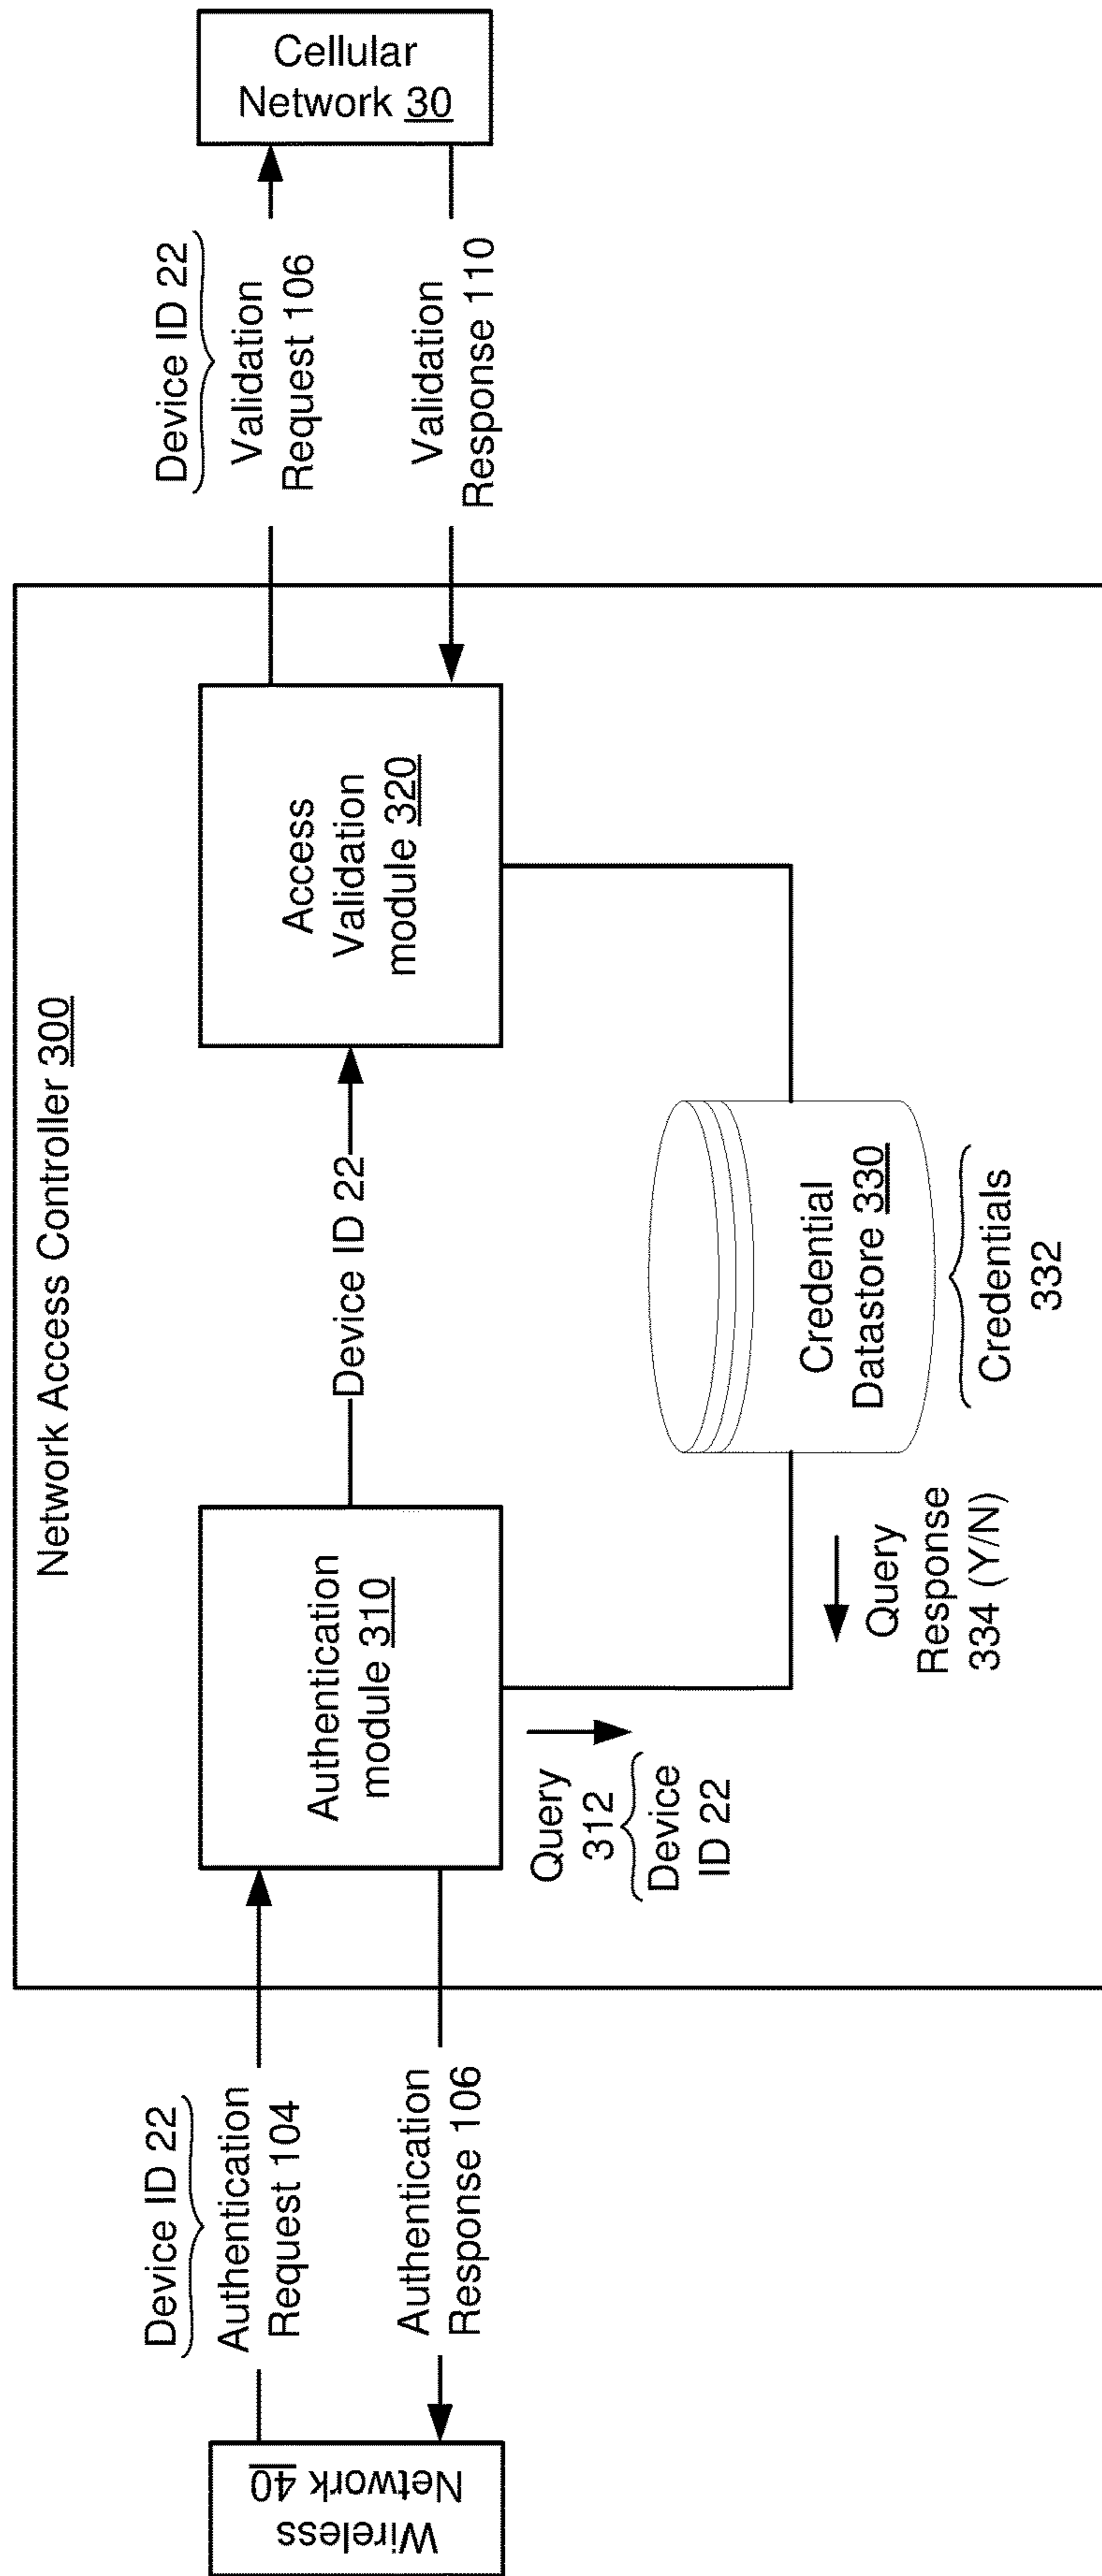 Network Access Controller 300
Device ID 22
Authentication
Request 104
Authentication
Response 106
Wireless
Network 40
Authentication
module 310
Query
312
Device
ID 22
Device ID 22
Access
Validation
module 320
Query
Response
334 (Y/N)
Credential
Datastore 330
Credentials
332
Device ID 22
Validation
Request 106
Validation
Response 110
Cellular
Network 30